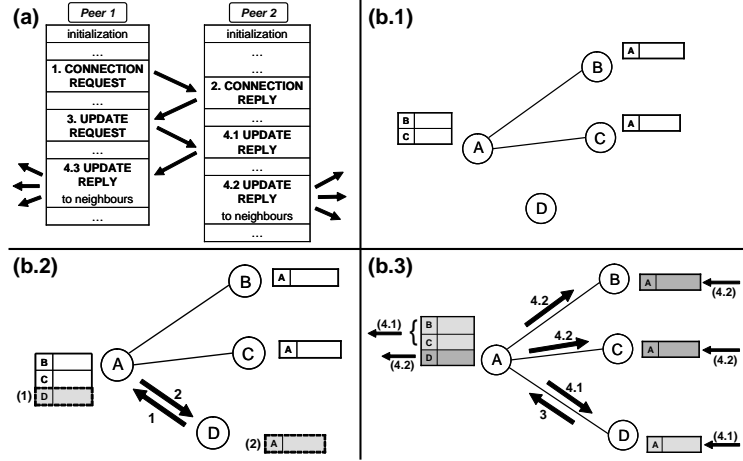 (a)
Peer 1
Peer 2
initialization
...
1. CONNECTION
REQUEST
...
3. UPDATE
REQUEST
...
4.3 UPDATE
REPLY
to neighbours
...
initialization
...
...
2. CONNECTION
REPLY
...
4.1 UPDATE
REPLY
...
4.2 UPDATE
REPLY
to neighbours
...
(b.1)
A
B
B
C
A
A
C
D
(b.2)
B
A
B
C
(1) D
A
C
A
2
1
D
(2) A
(b.3)
B
A
(4.2)
4.2
(4.1)
B
C
D
(4.2)
A
4.2
C
A
(4.2)
4.1
3
D
A
(4.1)